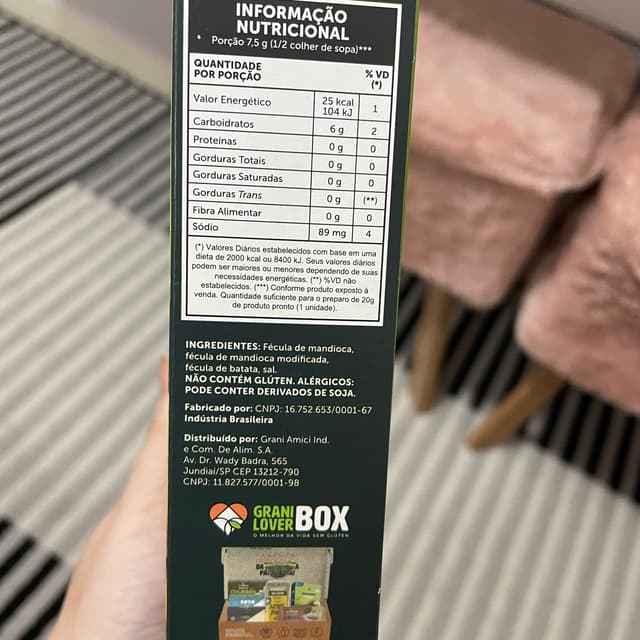 INFORMAÇÃO
NUTRICIONAL
* Porção 7,5 g (1/2 colher de sopa)***
QUANTIDADE
POR PORÇÃO
% VD
(*)
Valor Energético 25 kcal 104 kJ 1
Carboidratos 6 g 2
Proteínas 0 g 0
Gorduras Totais 0 g 0
Gorduras Saturadas 0 g 0
Gorduras Trans 0 g (**)
Fibra Alimentar 0 g 0
Sódio 89 mg 4
(*) Valores Diários estabelecidos com base em uma
dieta de 2000 kcal ou 8400 kJ. Seus valores diários
podem ser maiores ou menores dependendo de suas
necessidades energéticas. (**) %VD não
estabelecidos. (***) Conforme produto exposto à
venda. Quantidade suficiente para o preparo de 20g
de produto pronto (1 unidade).
INGREDIENTES: Fécula de mandioca,
fécula de mandioca modificada,
fécula de batata, sal.
NÃO CONTÉM GLÚTEN. ALÉRGICOS:
PODE CONTER DERIVADOS DE SOJA.
Fabricado por: CNPJ: 16.752.653/0001-67
Indústria Brasileira
Distribuído por: Grani Amici Ind.
e Com. De Alim. S.A.
Av. Dr. Wady Badra, 565
Jundiaí/SP CEP 13212-790
CNPJ: 11.827.577/0001-98
GRANI
LOVER BOX
O MELHOR DA VIDA SEM GLÚTEN